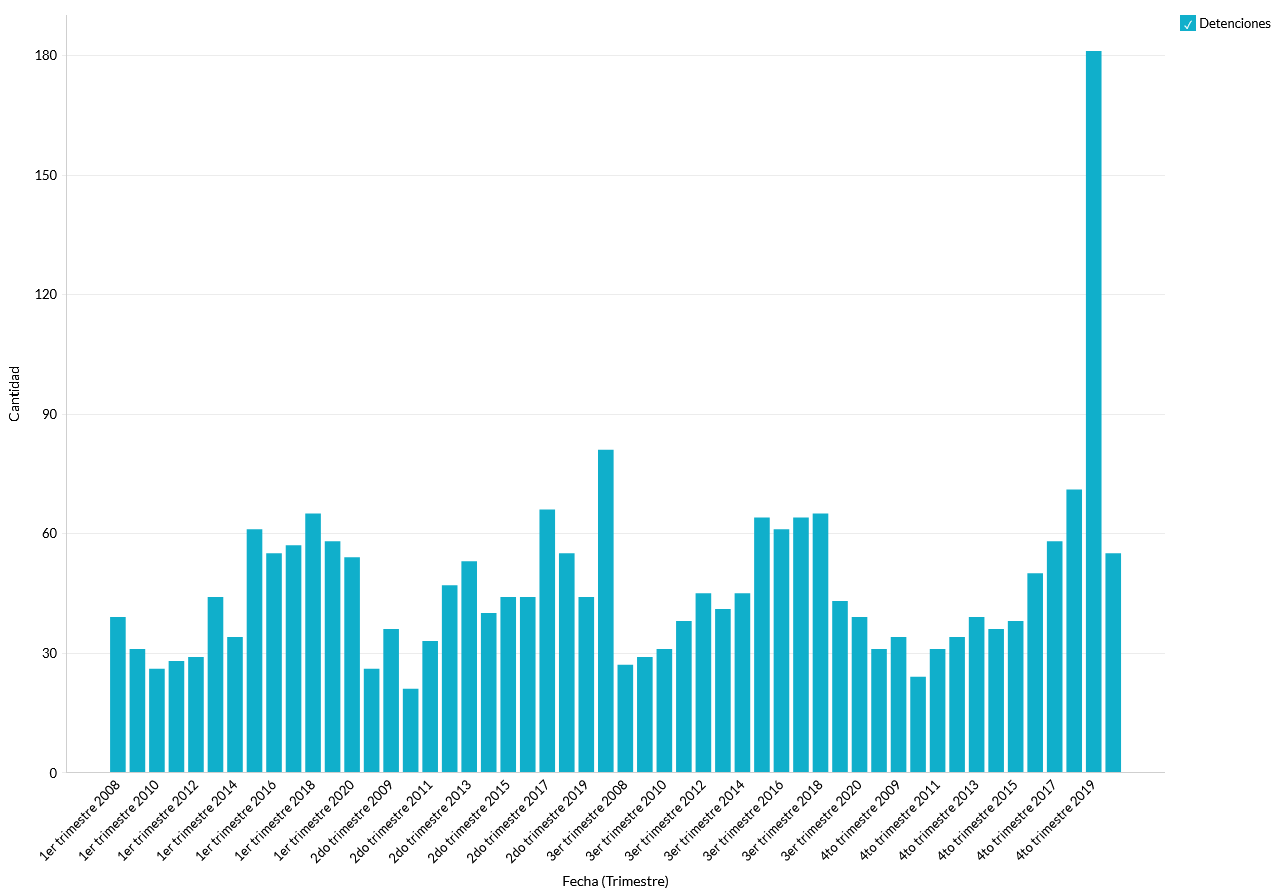 Detenciones
180
150
120
90
60
30
0
Cantidad
1er trimestre 2008
1er trimestre 2010
1er trimestre 2012
1er trimestre 2014
1er trimestre 2016
1er trimestre 2018
1er trimestre 2020
2do trimestre 2009
2do trimestre 2011
2do trimestre 2013
2do trimestre 2015
2do trimestre 2017
2do trimestre 2019
3er trimestre 2008
3er trimestre 2010
3er trimestre 2012
3er trimestre 2014
3er trimestre 2016
3er trimestre 2018
3er trimestre 2020
4to trimestre 2009
4to trimestre 2011
4to trimestre 2013
4to trimestre 2015
4to trimestre 2017
4to trimestre 2019
Fecha (Trimestre)